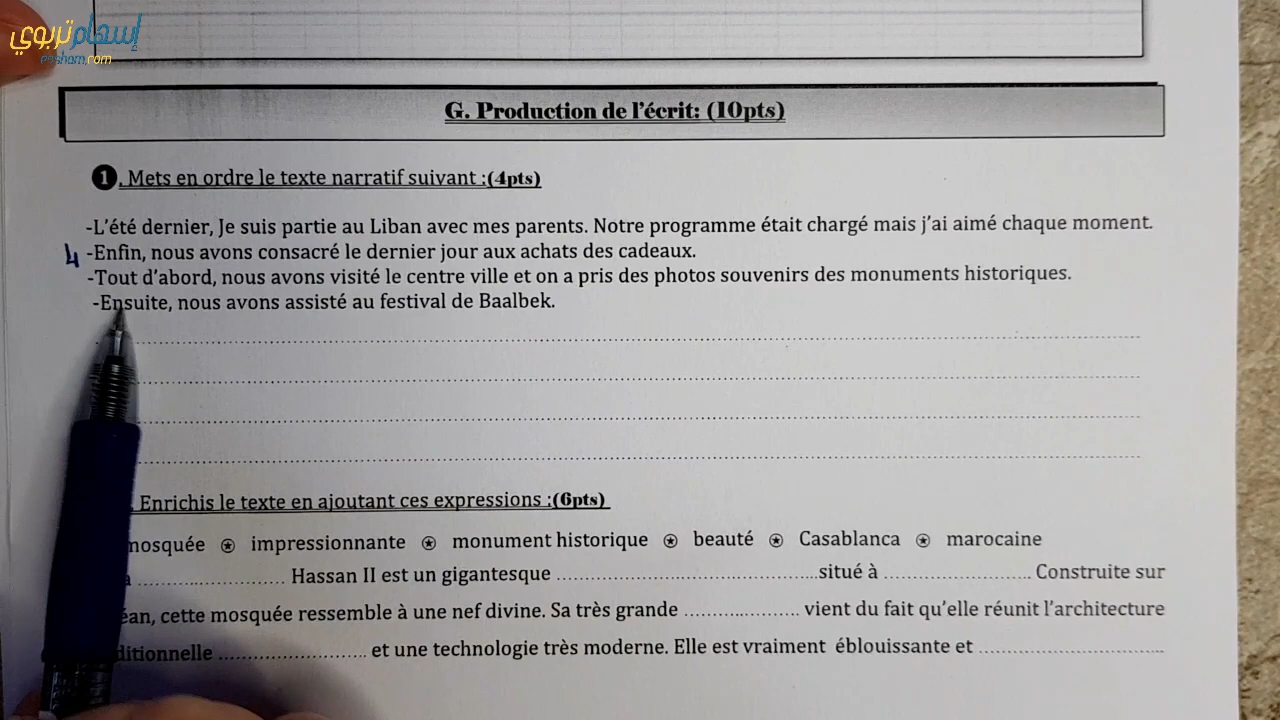 إسهام تربوي
.com
G. Production de l'écrit: (10pts)
❶. Mets en ordre le texte narratif suivant :(4pts)
-L'été dernier, Je suis partie au Liban avec mes parents. Notre programme était chargé mais j'ai aimé chaque moment.
4 -Enfin, nous avons consacré le dernier jour aux achats des cadeaux.
-Tout d'abord, nous avons visité le centre ville et on a pris des photos souvenirs des monuments historiques.
-Ensuite, nous avons assisté au festival de Baalbek.
. Enrichis le texte en ajoutant ces expressions :(6pts)
mosquée ✪ impressionnante ✪ monument historique ✪ beauté ✪ Casablanca ✪ marocaine
a ........................ Hassan II est un gigantesque ........................................... situé à ........................ Construite sur
éan, cette mosquée ressemble à une nef divine. Sa très grande .................... vient du fait qu'elle réunit l'architecture
ditionnelle ........................ et une technologie très moderne. Elle est vraiment éblouissante et ..............................